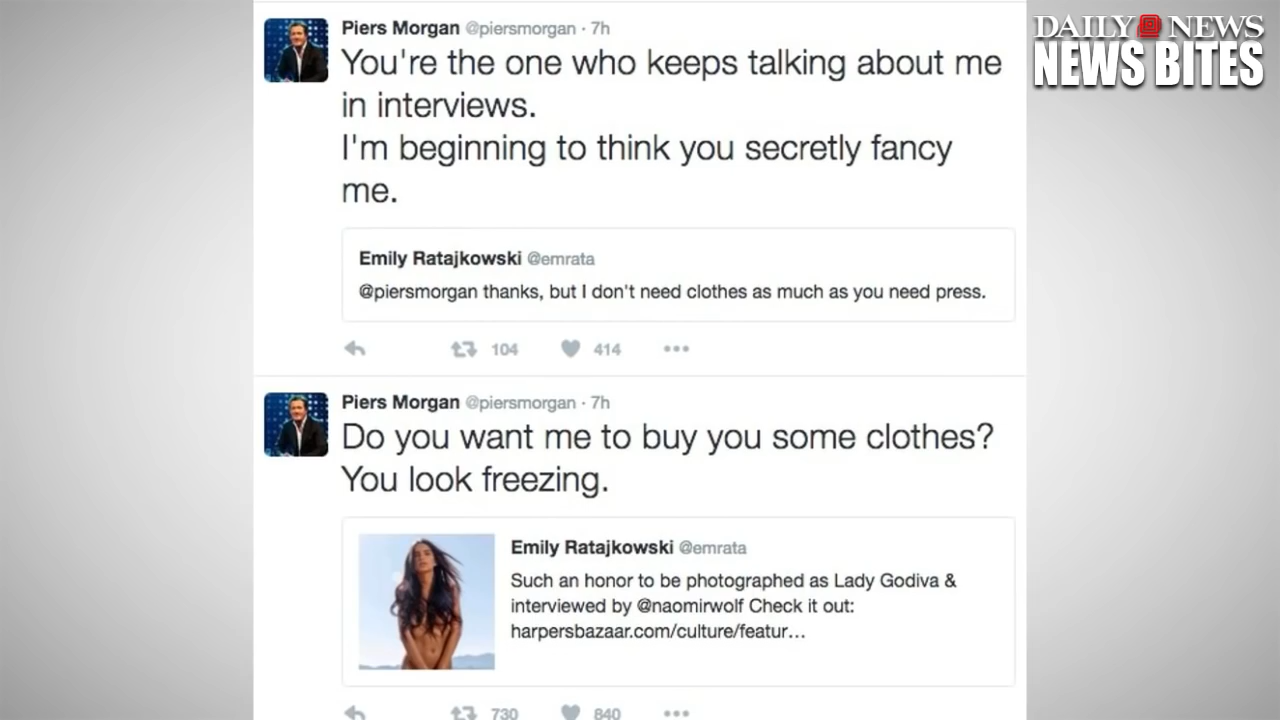 DAILY NEWS
NEWS BITES
Piers Morgan @piersmorgan · 7h
You're the one who keeps talking about me
in interviews.
I'm beginning to think you secretly fancy
me.
Emily Ratajkowski @emrata
@piersmorgan thanks, but I don't need clothes as much as you need press.
104 414
Piers Morgan @piersmorgan · 7h
Do you want me to buy you some clothes?
You look freezing.
Emily Ratajkowski @emrata
Such an honor to be photographed as Lady Godiva &
interviewed by @naomirwolf Check it out:
harpersbazaar.com/culture/featur…
730 840